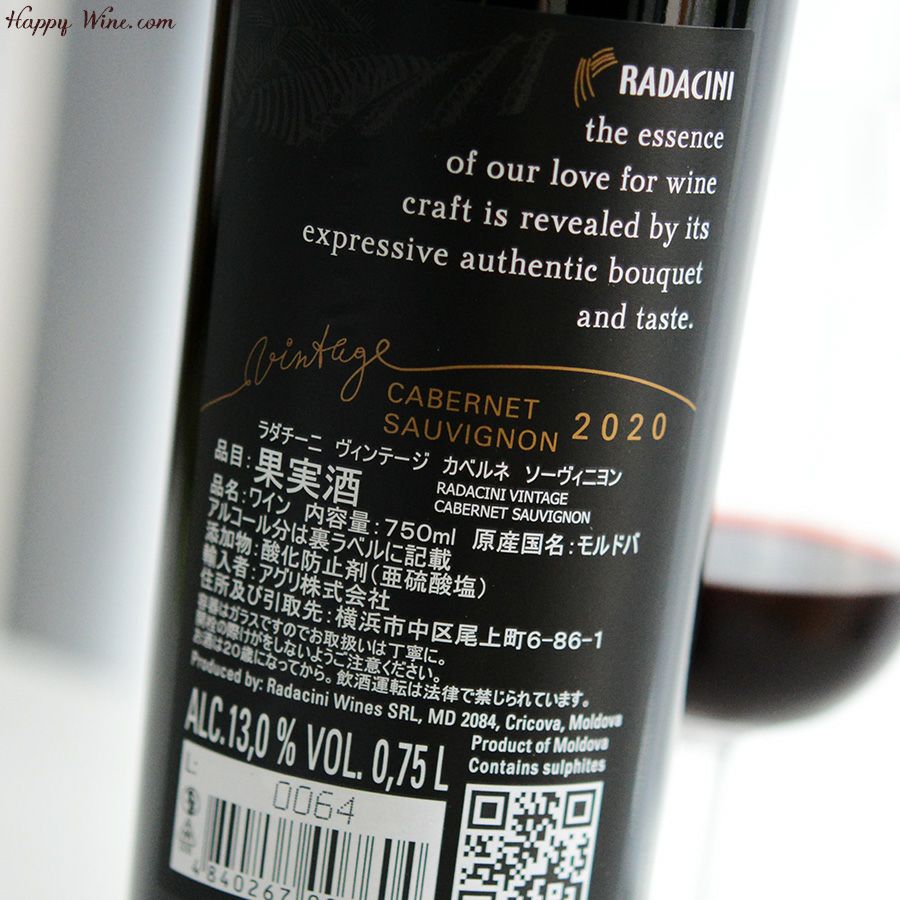 Happy Wine.com
RADACINI
the essence
of our love for wine
craft is revealed by its
expressive authentic bouquet
and taste.
vintage
CABERNET
SAUVIGNON 2020
ラダチーニ ヴィンテージ カベルネ ソーヴィニヨン
品目:果実酒 RADACINI VINTAGE
CABERNET SAUVIGNON
品名:ワイン 内容量:750ml 原産国名:モルドバ
アルコール分は裏ラベルに記載
添加物:酸化防止剤(亜硫酸塩)
輸入者:アグリ株式会社
住所及び引取先:横浜市中区尾上町6-86-1
容器はガラスですのでお取扱いは丁寧に。
開栓の際けがをしないようご注意ください。
お酒は20歳になってから。飲酒運転は法律で禁じられています。
Produced by: Radacini Wines SRL, MD 2084, Cricova, Moldova
ALC.13,0 % VOL. 0,75 L
Product of Moldova
Contains sulphites
L:
0064
4840267